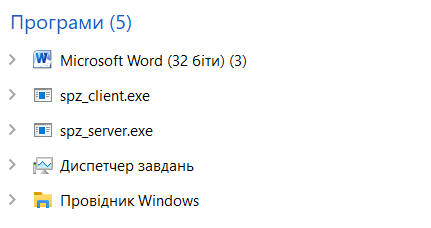 Програми (5)
Microsoft Word (32 біти) (3)
spz_client.exe
spz_server.exe
Диспетчер завдань
Провідник Windows